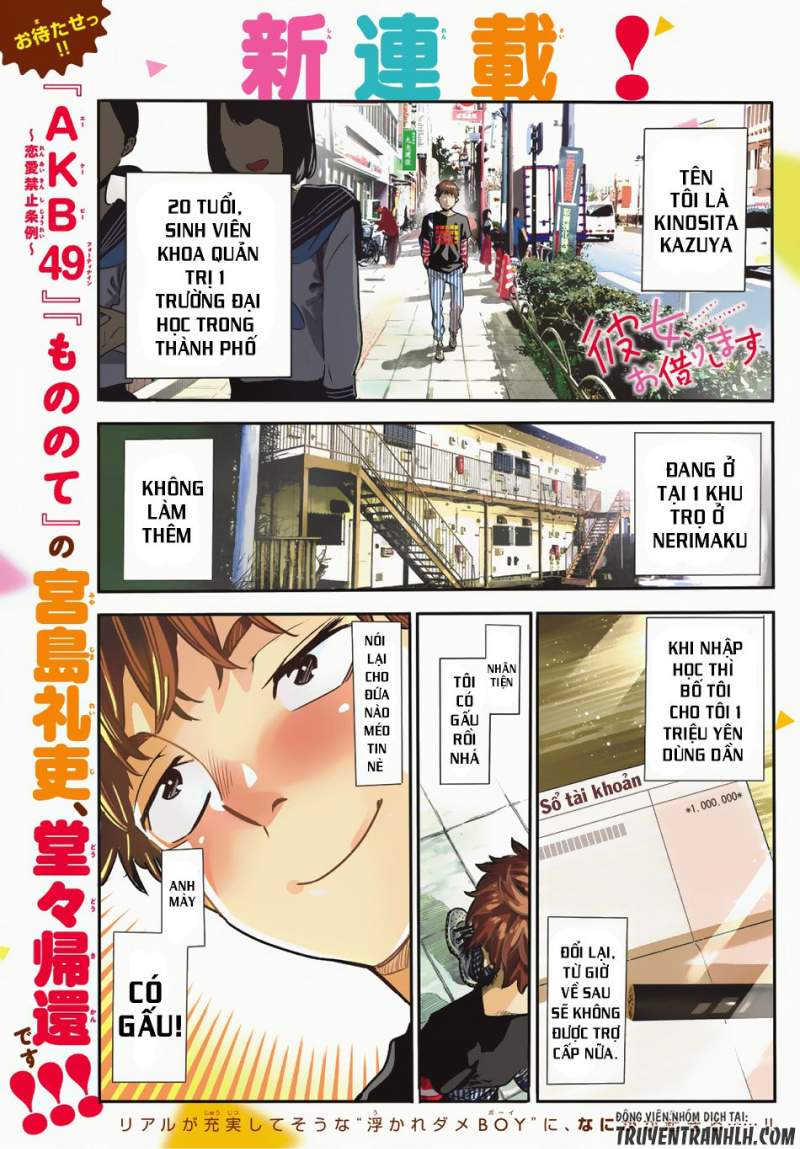 お待たせっ!!
新連載!
『AKB49』『もののて』の宮島礼吏、堂々帰還です!!!
～恋愛禁止条例～
TÊN
TÔI LÀ
KINOSITA
KAZUYA
20 TUỔI,
SINH VIÊN
KHOA QUẢN
TRỊ 1
TRƯỜNG ĐẠI
HỌC TRONG
THÀNH PHỐ
彼女
お借りします
ĐANG Ở
TẠI 1 KHU
TRỌ Ở
NERIMAKU
KHÔNG
LÀM
THÊM
KHI NHẬP
HỌC THÌ
BỐ TÔI
CHO TÔI 1
TRIỆU YÊN
DÙNG DẦN
Sổ tài khoản
*1,000,000*
ĐỔI LẠI,
TỪ GIỜ
VỀ SAU
SẼ KHÔNG
ĐƯỢC TRỢ
CẤP NỮA.
NHÂN
TIỆN
TÔI
CÓ
GẤU
RỒI
NHÁ
NÓI
LẠI
CHO
ĐỨA
NÀO
MÉO
TIN
NÈ
ANH
MÀY
CÓ
GẤU!
リアルが充実してそうな“浮かれダメBOY”に、なに
ĐỘNG VIÊN NHÓM DỊCH TẠI:
TRUYENTRANHLH.COM